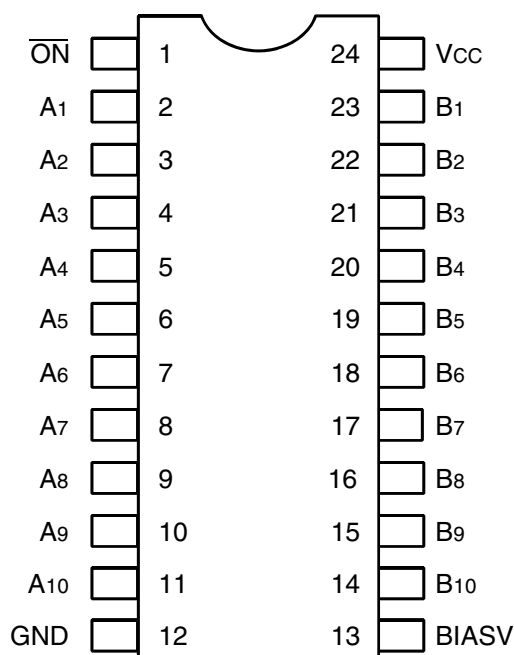 O̅N̅ 1 24 VCC
A1 2 23 B1
A2 3 22 B2
A3 4 21 B3
A4 5 20 B4
A5 6 19 B5
A6 7 18 B6
A7 8 17 B7
A8 9 16 B8
A9 10 15 B9
A10 11 14 B10
GND 12 13 BIASV